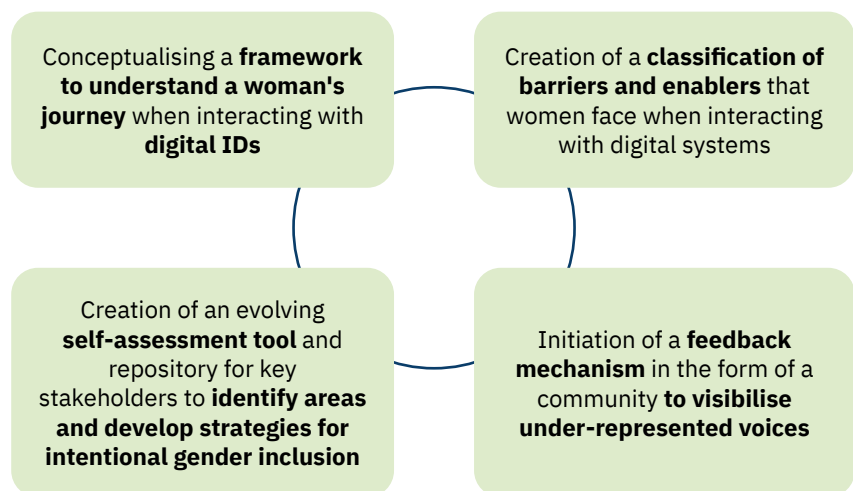 Conceptualising a framework
to understand a woman's
journey when interacting with
digital IDs
Creation of a classification of
barriers and enablers that
women face when interacting
with digital systems
Creation of an evolving
self-assessment tool and
repository for key
stakeholders to identify areas
and develop strategies for
intentional gender inclusion
Initiation of a feedback
mechanism in the form of a
community to visibilise
under-represented voices